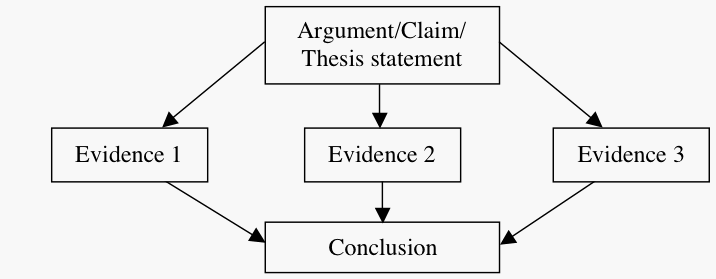 Argument/Claim/
Thesis statement
Evidence 1
Evidence 2
Evidence 3
Conclusion